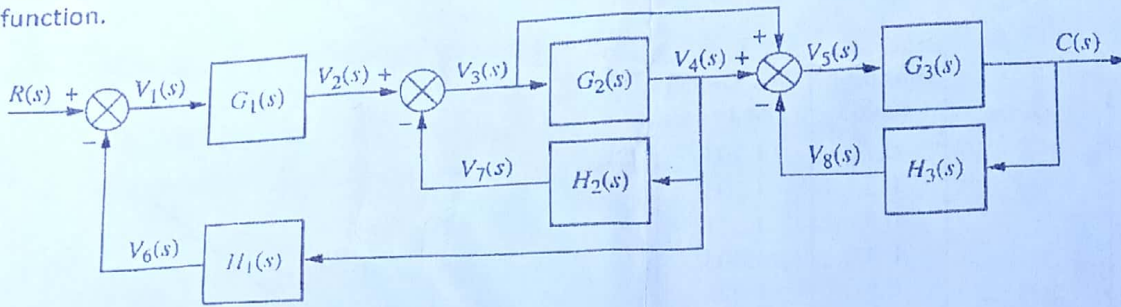 function.
R(s) + V₁(s) G₁(s) V₂(s) + V₃(s) G₂(s) V₄(s) + + V₅(s) G₃(s) C(s)
− − −
V₇(s) H₂(s) V₈(s) H₃(s)
V₆(s) H₁(s)